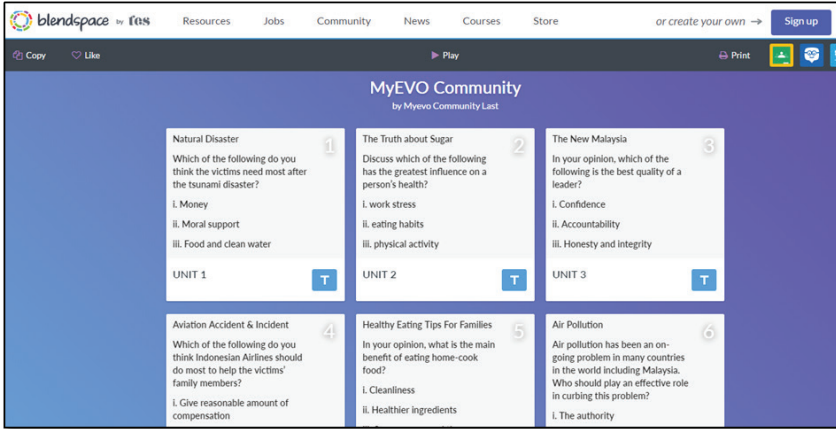 blendspace by tes
Resources Jobs Community News Courses Store or create your own → Sign up
Copy Like Play Print
MyEVO Community
by Myevo Community Last
Natural Disaster
1
Which of the following do you
think the victims need most after
the tsunami disaster?
i. Money
ii. Moral support
iii. Food and clean water
UNIT 1
T
The Truth about Sugar
2
Discuss which of the following
has the greatest influence on a
person's health?
i. work stress
ii. eating habits
iii. physical activity
UNIT 2
T
The New Malaysia
3
In your opinion, which of the
following is the best quality of a
leader?
i. Confidence
ii. Accountability
iii. Honesty and integrity
UNIT 3
T
Aviation Accident & Incident
4
Which of the following do you
think Indonesian Airlines should
do most to help the victims'
family members?
i. Give reasonable amount of
compensation
Healthy Eating Tips For Families
5
In your opinion, what is the main
benefit of eating home-cook
food?
i. Cleanliness
ii. Healthier ingredients
Air Pollution
6
Air pollution has been an on-
going problem in many countries
in the world including Malaysia.
Who should play an effective role
in curbing this problem?
i. The authority